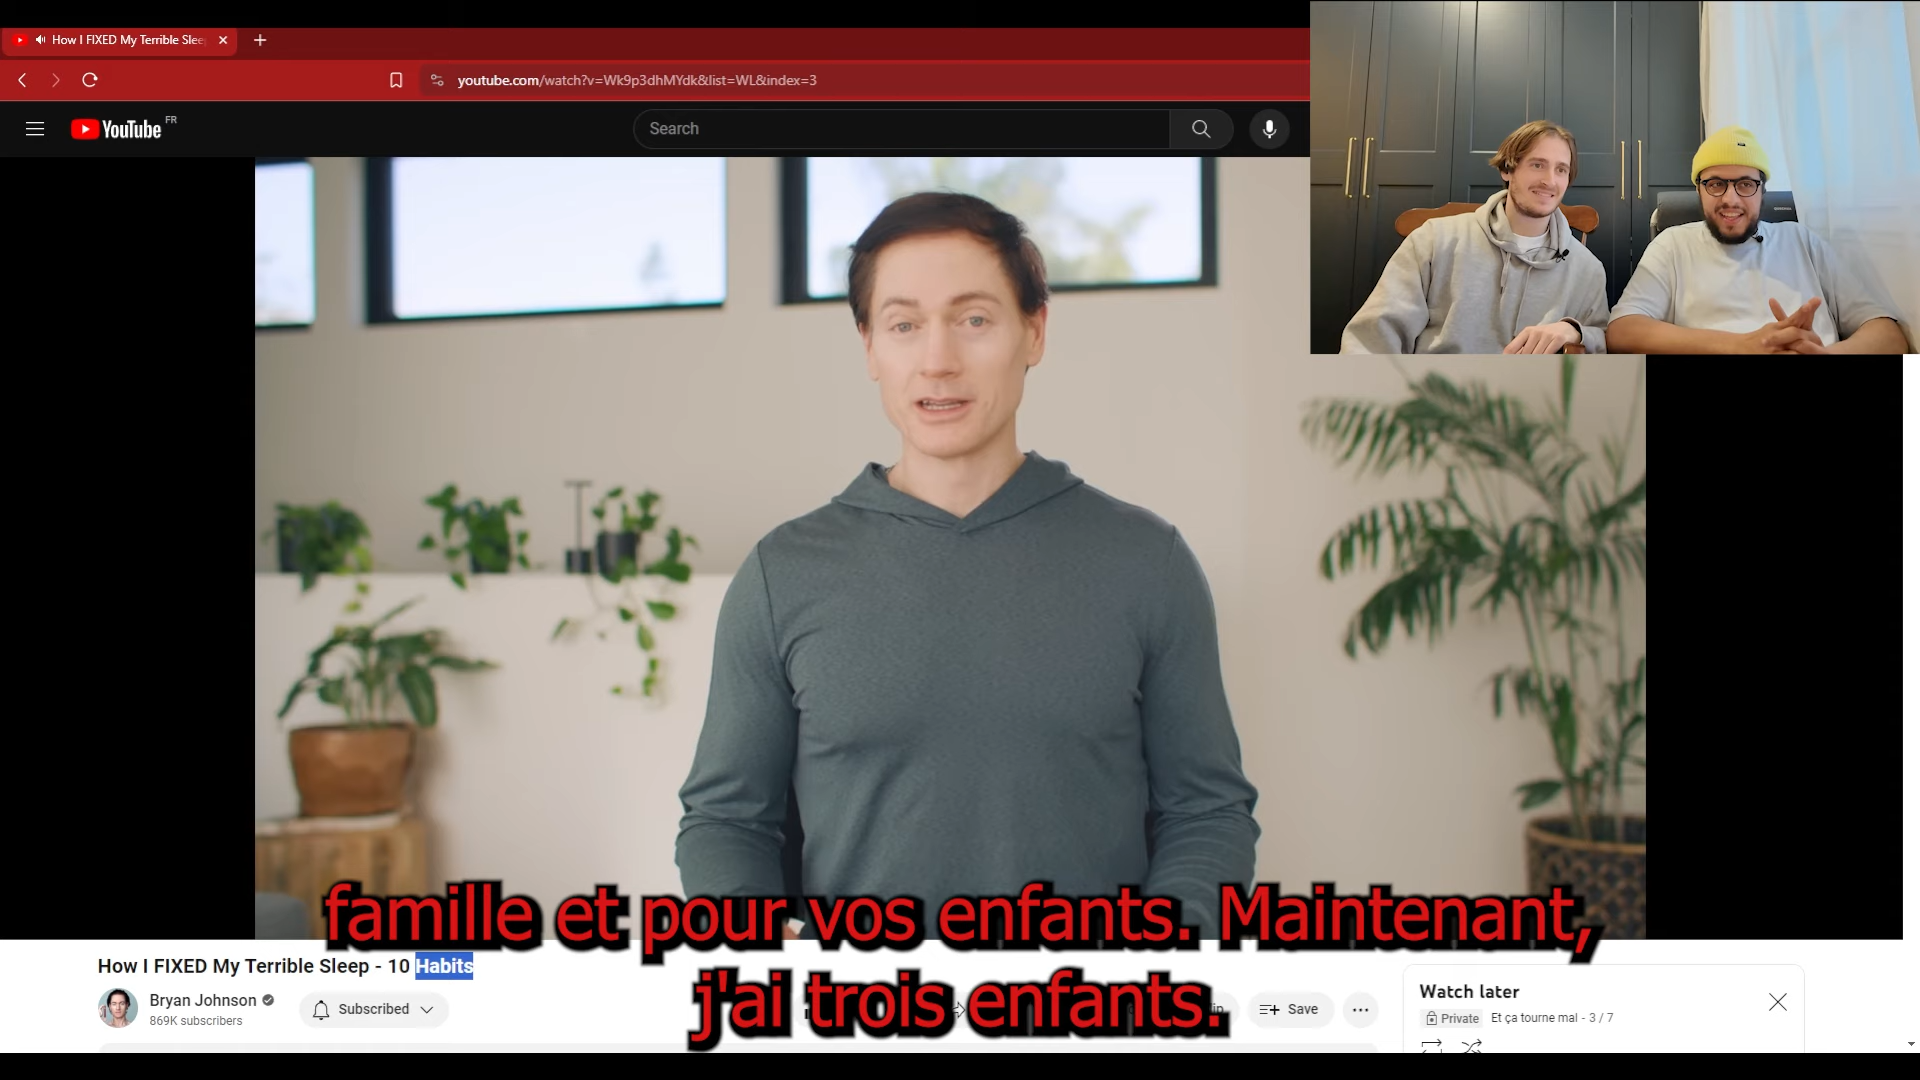 How I FIXED My Terrible Slee
youtube.com/watch?v=Wk9p3dhMYdk&list=WL&index=3
YouTube FR
Search
famille et pour vos enfants. Maintenant,
j'ai trois enfants.
How I FIXED My Terrible Sleep - 10 Habits
Bryan Johnson
869K subscribers
Subscribed
Save
Watch later
Private
Et ça tourne mal - 3 / 7